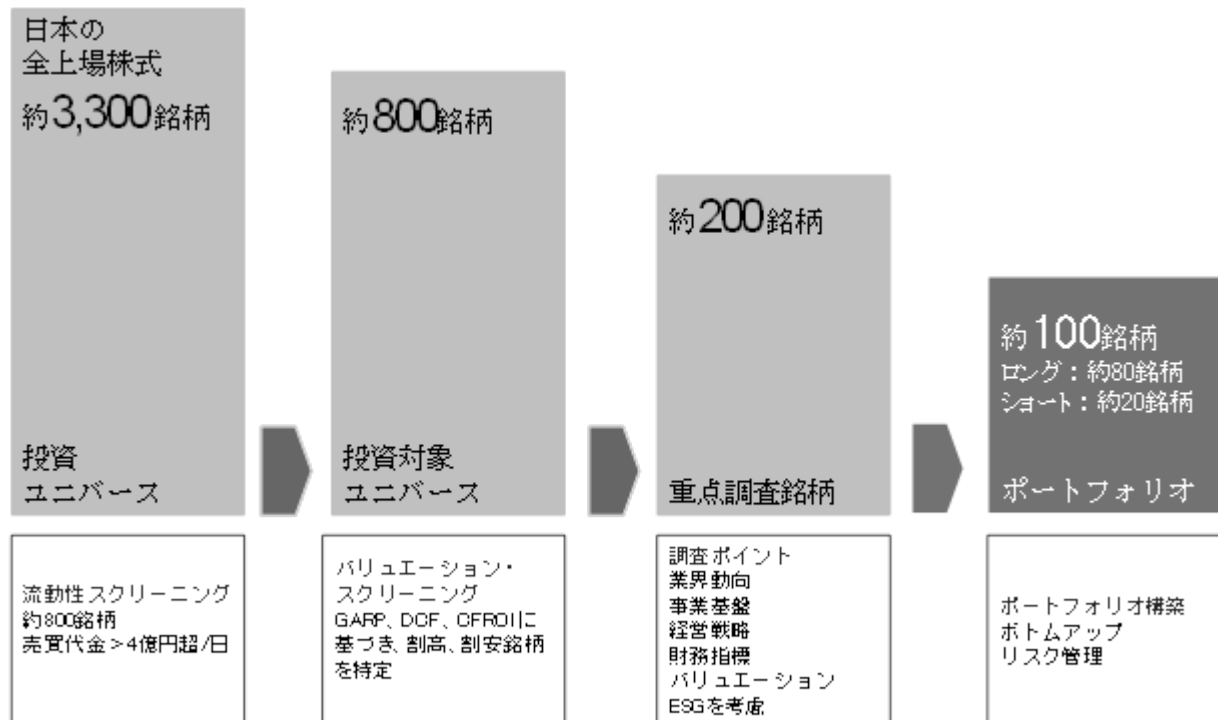 日本の
全上場株式
約3,300銘柄
投資
ユニバース
約800銘柄
投資対象
ユニバース
約200銘柄
重点調査銘柄
約100銘柄
ロング：約80銘柄
ショート：約20銘柄
ポートフォリオ
流動性スクリーニング
約800銘柄
売買代金＞4億円超/日
バリュエーション・
スクリーニング
GARP、DCF、CFROIに
基づき、割高、割安銘柄
を特定
調査ポイント
業界動向
事業基盤
経営戦略
財務指標
バリュエーション
ESGを考慮
ポートフォリオ構築
ボトムアップ
リスク管理